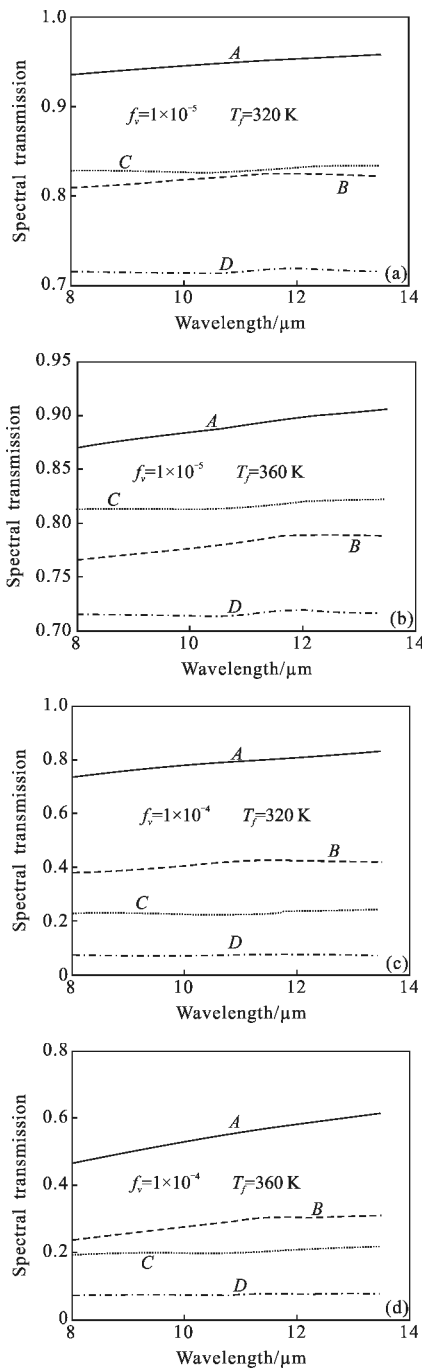 1.0
A
0.9
f_v=1×10⁻⁵ T_f=320 K
C
0.8
B
D
0.7
(a)
8 10 12 14
Wavelength/μm
Spectral transmission
0.95
0.90
A
0.85
f_v=1×10⁻⁵ T_f=360 K
C
0.80
B
0.75
D
0.70
(b)
8 10 12 14
Wavelength/μm
Spectral transmission
1.0
A
0.8
0.6
f_v=1×10⁻⁴ T_f=320 K
B
0.4
C
0.2
D
0
(c)
8 10 12 14
Wavelength/μm
Spectral transmission
0.8
A
0.6
f_v=1×10⁻⁴ T_f=360 K
0.4
B
0.2
C
D
0
(d)
8 10 12 14
Wavelength/μm
Spectral transmission